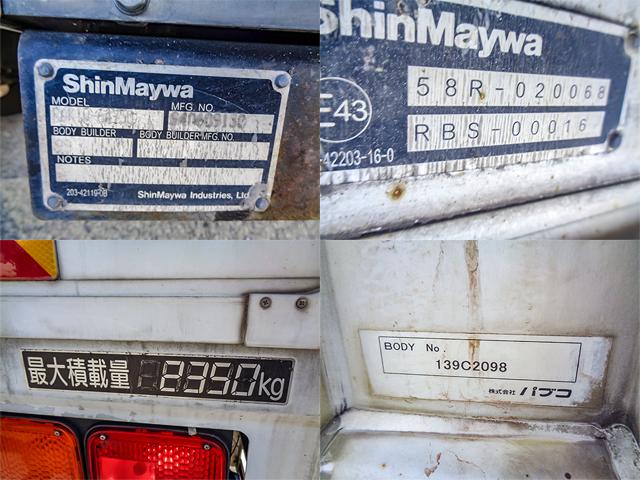 ShinMaywa
MODEL MFG. NO.
BODY BUILDER BODY BUILDER MFG. NO.
NOTES
203-42119-0B ShinMaywa Industries, Ltd
ShinMaywa
58R-020068
E43
RBS-00016
-42203-16-0
最大積載量 8350kg
BODY No.
139C2098
株式会社 パブコ